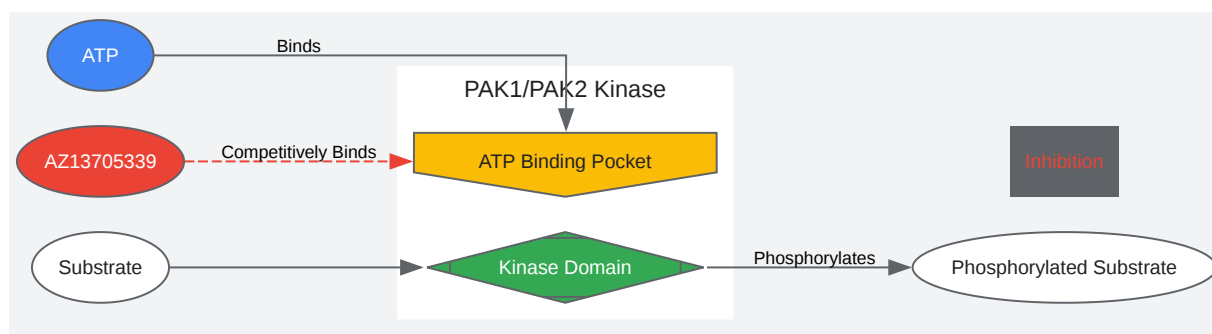 ATP
Binds
PAK1/PAK2 Kinase
AZ13705339
Competitively Binds
ATP Binding Pocket
Inhibition
Substrate
Kinase Domain
Phosphorylates
Phosphorylated Substrate